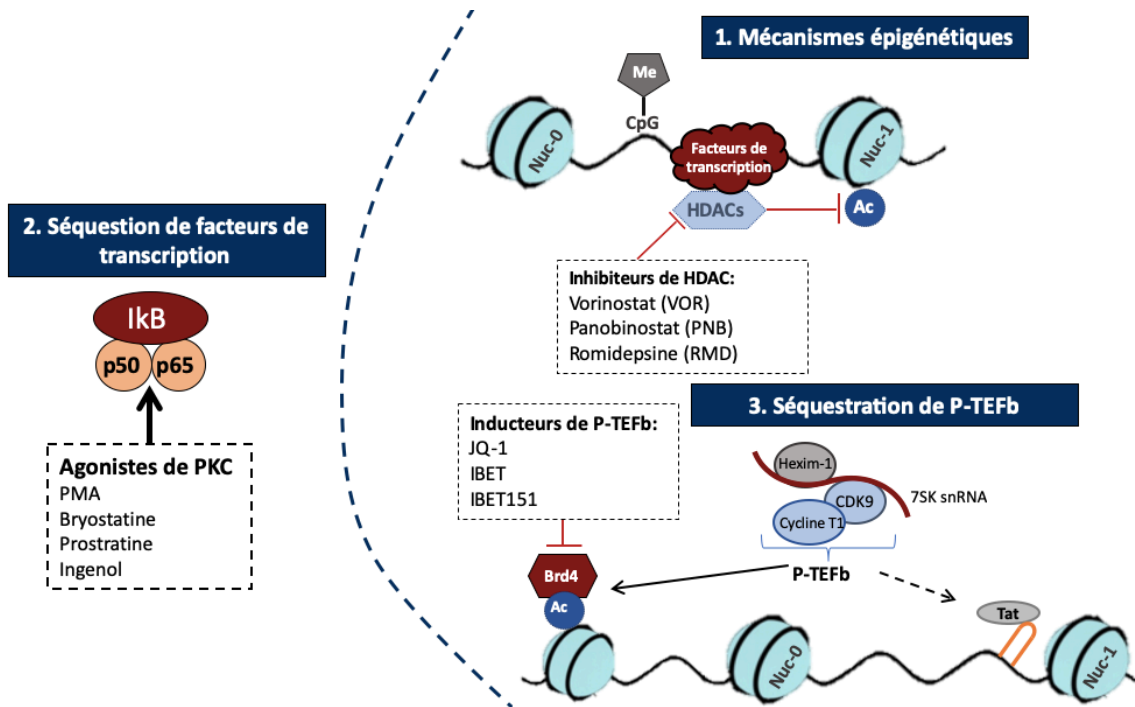 1. Mécanismes épigénétiques
Me
CpG
Nuc-0
Facteurs de
transcription
Nuc-1
HDACs
Ac
Inhibiteurs de HDAC:
Vorinostat (VOR)
Panobinostat (PNB)
Romidepsine (RMD)
2. Séquestion de facteurs de
transcription
IkB
p50
p65
Agonistes de PKC
PMA
Bryostatine
Prostratine
Ingenol
3. Séquestration de P-TEFb
Inducteurs de P-TEFb:
JQ-1
IBET
IBET151
Hexim-1
CDK9
7SK snRNA
Cycline T1
P-TEFb
Brd4
Ac
Tat
Nuc-0
Nuc-1